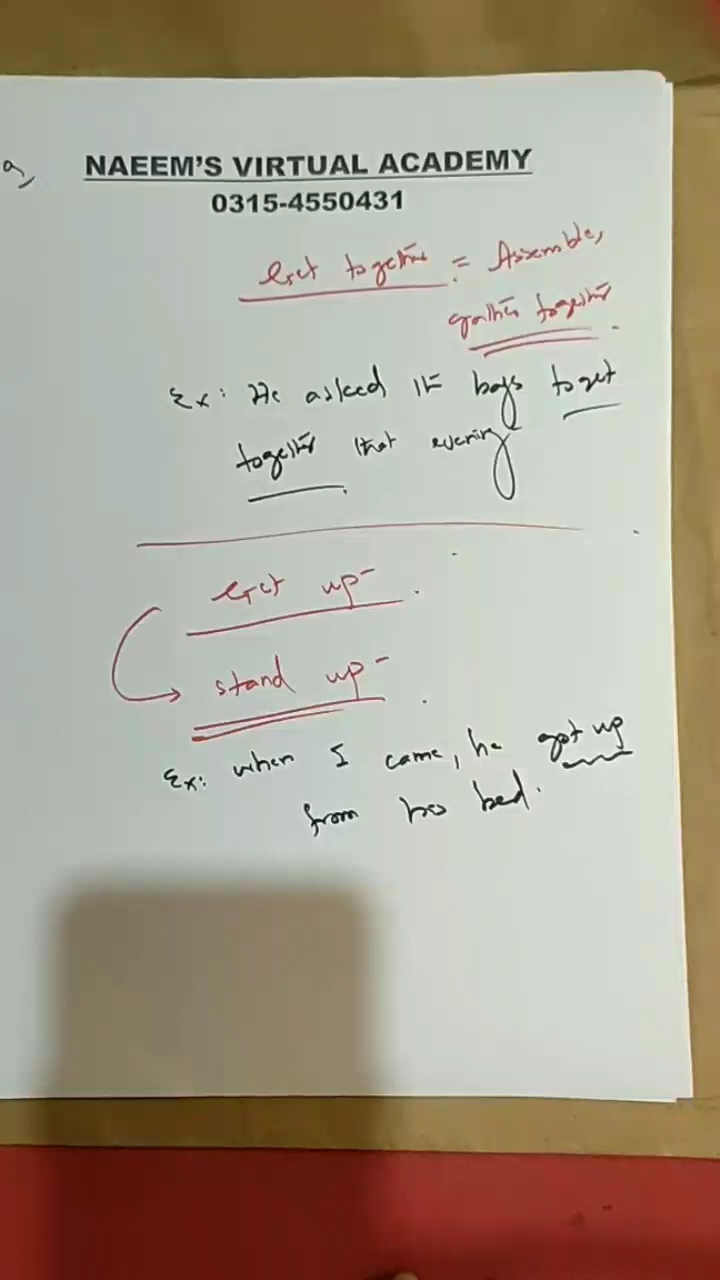 a,
NAEEM'S VIRTUAL ACADEMY
0315-4550431
Get together = Assemble,
gather together.
Ex: He asked the boys to get
together that evening
Get up.
stand up.
Ex: when I came, he got up
from his bed.